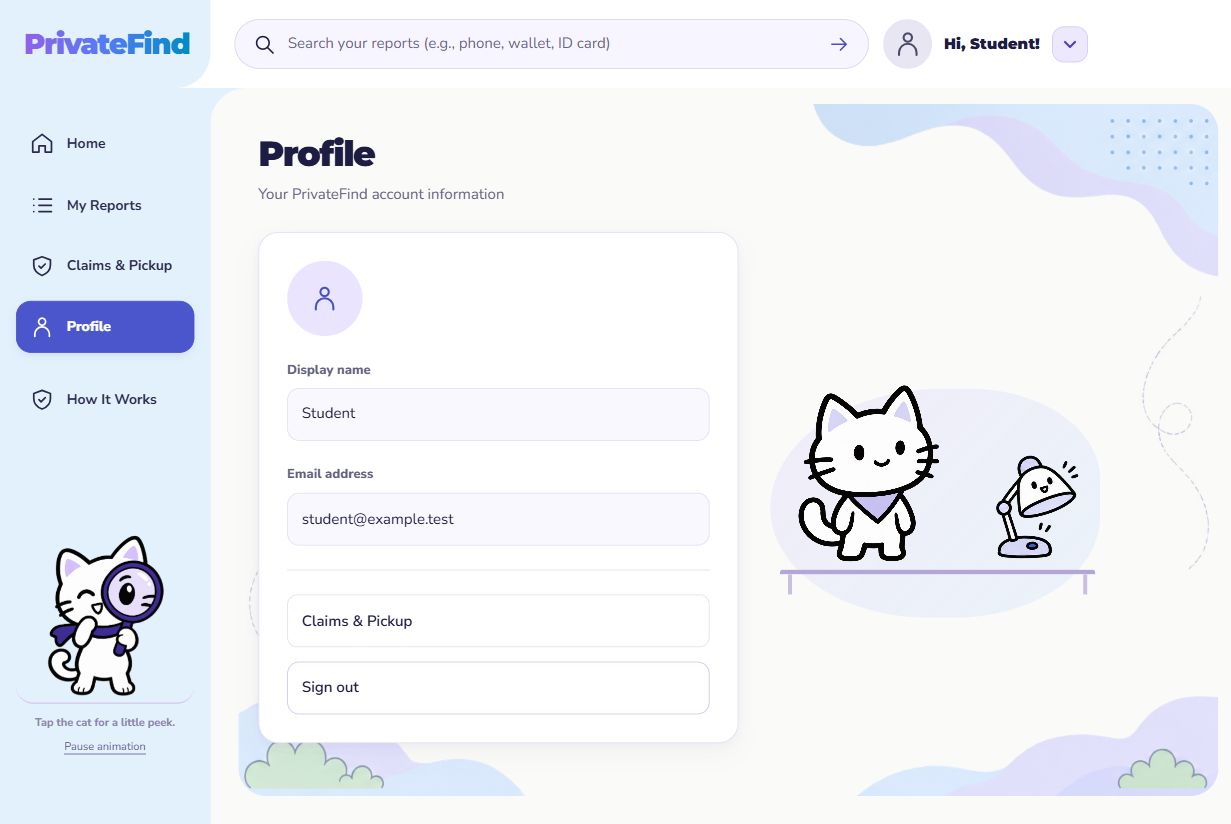 PrivateFind
Search your reports (e.g., phone, wallet, ID card)
Hi, Student!
Home
My Reports
Claims & Pickup
Profile
How It Works
Tap the cat for a little peek.
Pause animation
Profile
Your PrivateFind account information
Display name
Student
Email address
student@example.test
Claims & Pickup
Sign out